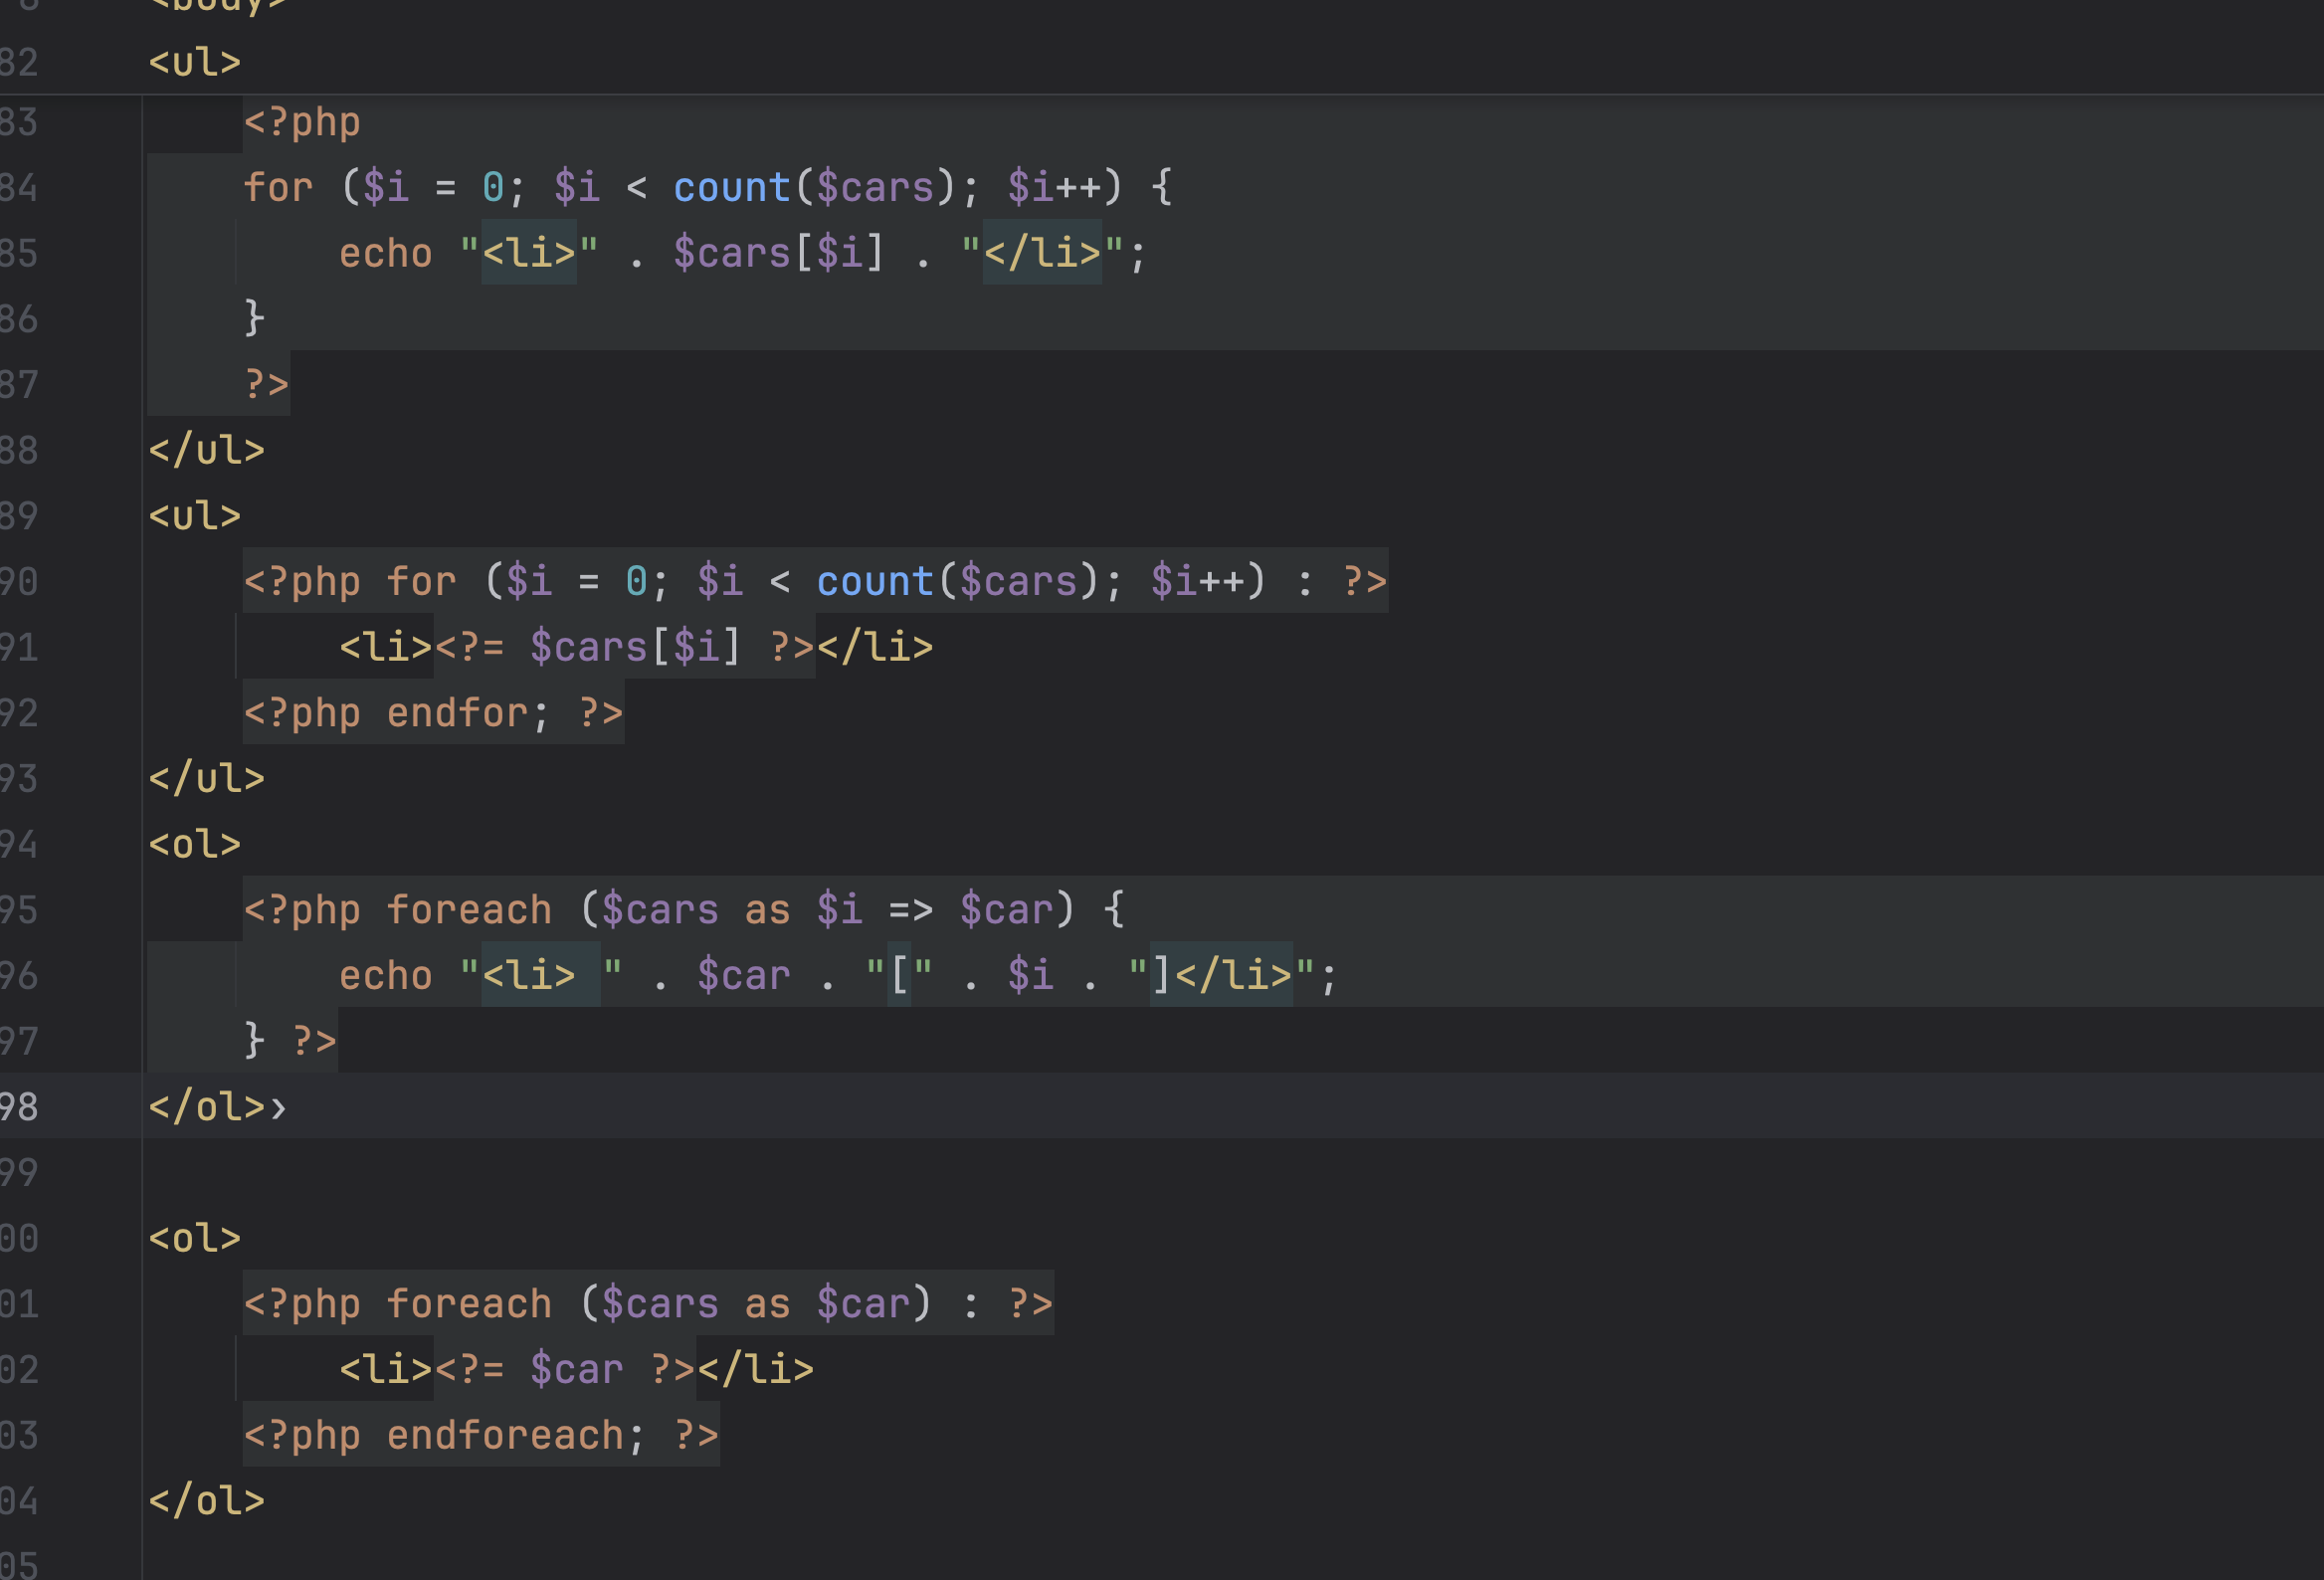 8 <body>
82 <ul>
83 <?php
84 for ($i = 0; $i < count($cars); $i++) {
85 echo "<li>" . $cars[$i] . "</li>";
86 }
87 ?>
88 </ul>
89 <ul>
90 <?php for ($i = 0; $i < count($cars); $i++) : ?>
91 <li><?= $cars[$i] ?></li>
92 <?php endfor; ?>
93 </ul>
94 <ol>
95 <?php foreach ($cars as $i => $car) {
96 echo "<li> " . $car . "[" . $i . "]</li>";
97 } ?>
98 </ol>›
99
00 <ol>
01 <?php foreach ($cars as $car) : ?>
02 <li><?= $car ?></li>
03 <?php endforeach; ?>
04 </ol>
05